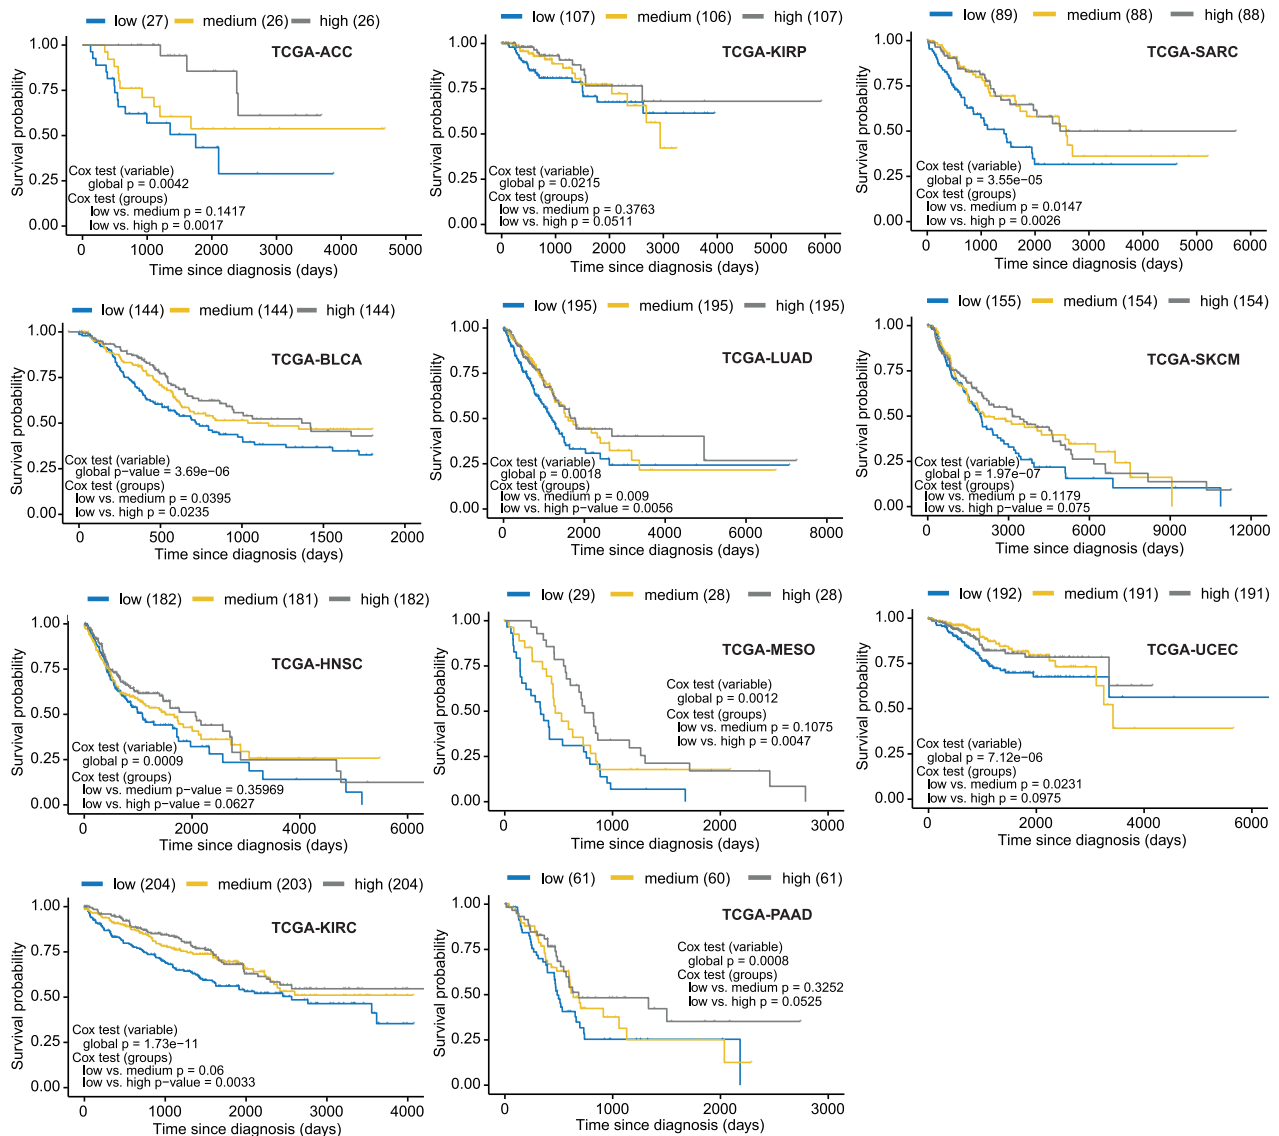 low (27) medium (26) high (26)
TCGA-ACC
Survival probability
1.00
0.75
0.50
0.25
0.00
Cox test (variable)
global p = 0.0042
Cox test (groups)
low vs. medium p = 0.1417
low vs. high p = 0.0017
0 1000 2000 3000 4000 5000
Time since diagnosis (days)
low (107) medium (106) high (107)
TCGA-KIRP
Survival probability
1.00
0.75
0.50
0.25
0.00
Cox test (variable)
global p = 0.0215
Cox test (groups)
low vs. medium p = 0.3763
low vs. high p = 0.0511
0 1000 2000 3000 4000 5000 6000
Time since diagnosis (days)
low (89) medium (88) high (88)
TCGA-SARC
Survival probability
1.00
0.75
0.50
0.25
0.00
Cox test (variable)
global p = 3.55e-05
Cox test (groups)
low vs. medium p = 0.0147
low vs. high p = 0.0026
0 1000 2000 3000 4000 5000 6000
Time since diagnosis (days)
low (144) medium (144) high (144)
TCGA-BLCA
Survival probability
1.00
0.75
0.50
0.25
0.00
Cox test (variable)
global p-value = 3.69e-06
Cox test (groups)
low vs. medium p = 0.0395
low vs. high p = 0.0235
0 500 1000 1500 2000
Time since diagnosis (days)
low (195) medium (195) high (195)
TCGA-LUAD
Survival probability
1.00
0.75
0.50
0.25
0.00
Cox test (variable)
global p = 0.0018
Cox test (groups)
low vs. medium p = 0.009
low vs. high p-value = 0.0056
0 2000 4000 6000 8000
Time since diagnosis (days)
low (155) medium (154) high (154)
TCGA-SKCM
Survival probability
1.00
0.75
0.50
0.25
0.00
Cox test (variable)
global p = 1.97e-07
Cox test (groups)
low vs. medium p = 0.1179
low vs. high p-value = 0.075
0 3000 6000 9000 12000
Time since diagnosis (days)
low (182) medium (181) high (182)
TCGA-HNSC
Survival probability
1.00
0.75
0.50
0.25
0.00
Cox test (variable)
global p = 0.0009
Cox test (groups)
low vs. medium p-value = 0.35969
low vs. high p-value = 0.0627
0 2000 4000 6000
Time since diagnosis (days)
low (29) medium (28) high (28)
TCGA-MESO
Survival probability
1.00
0.75
0.50
0.25
0.00
Cox test (variable)
global p = 0.0012
Cox test (groups)
low vs. medium p = 0.1075
low vs. high p = 0.0047
0 1000 2000 3000
Time since diagnosis (days)
low (192) medium (191) high (191)
TCGA-UCEC
Survival probability
1.00
0.75
0.50
0.25
0.00
Cox test (variable)
global p = 7.12e-06
Cox test (groups)
low vs. medium p = 0.0231
low vs. high p = 0.0975
0 2000 4000 6000
Time since diagnosis (days)
low (204) medium (203) high (204)
TCGA-KIRC
Survival probability
1.00
0.75
0.50
0.25
0.00
Cox test (variable)
global p = 1.73e-11
Cox test (groups)
low vs. medium p = 0.06
low vs. high p-value = 0.0033
0 1000 2000 3000 4000
Time since diagnosis (days)
low (61) medium (60) high (61)
TCGA-PAAD
Survival probability
1.00
0.75
0.50
0.25
0.00
Cox test (variable)
global p = 0.0008
Cox test (groups)
low vs. medium p = 0.3252
low vs. high p = 0.0525
0 1000 2000 3000
Time since diagnosis (days)